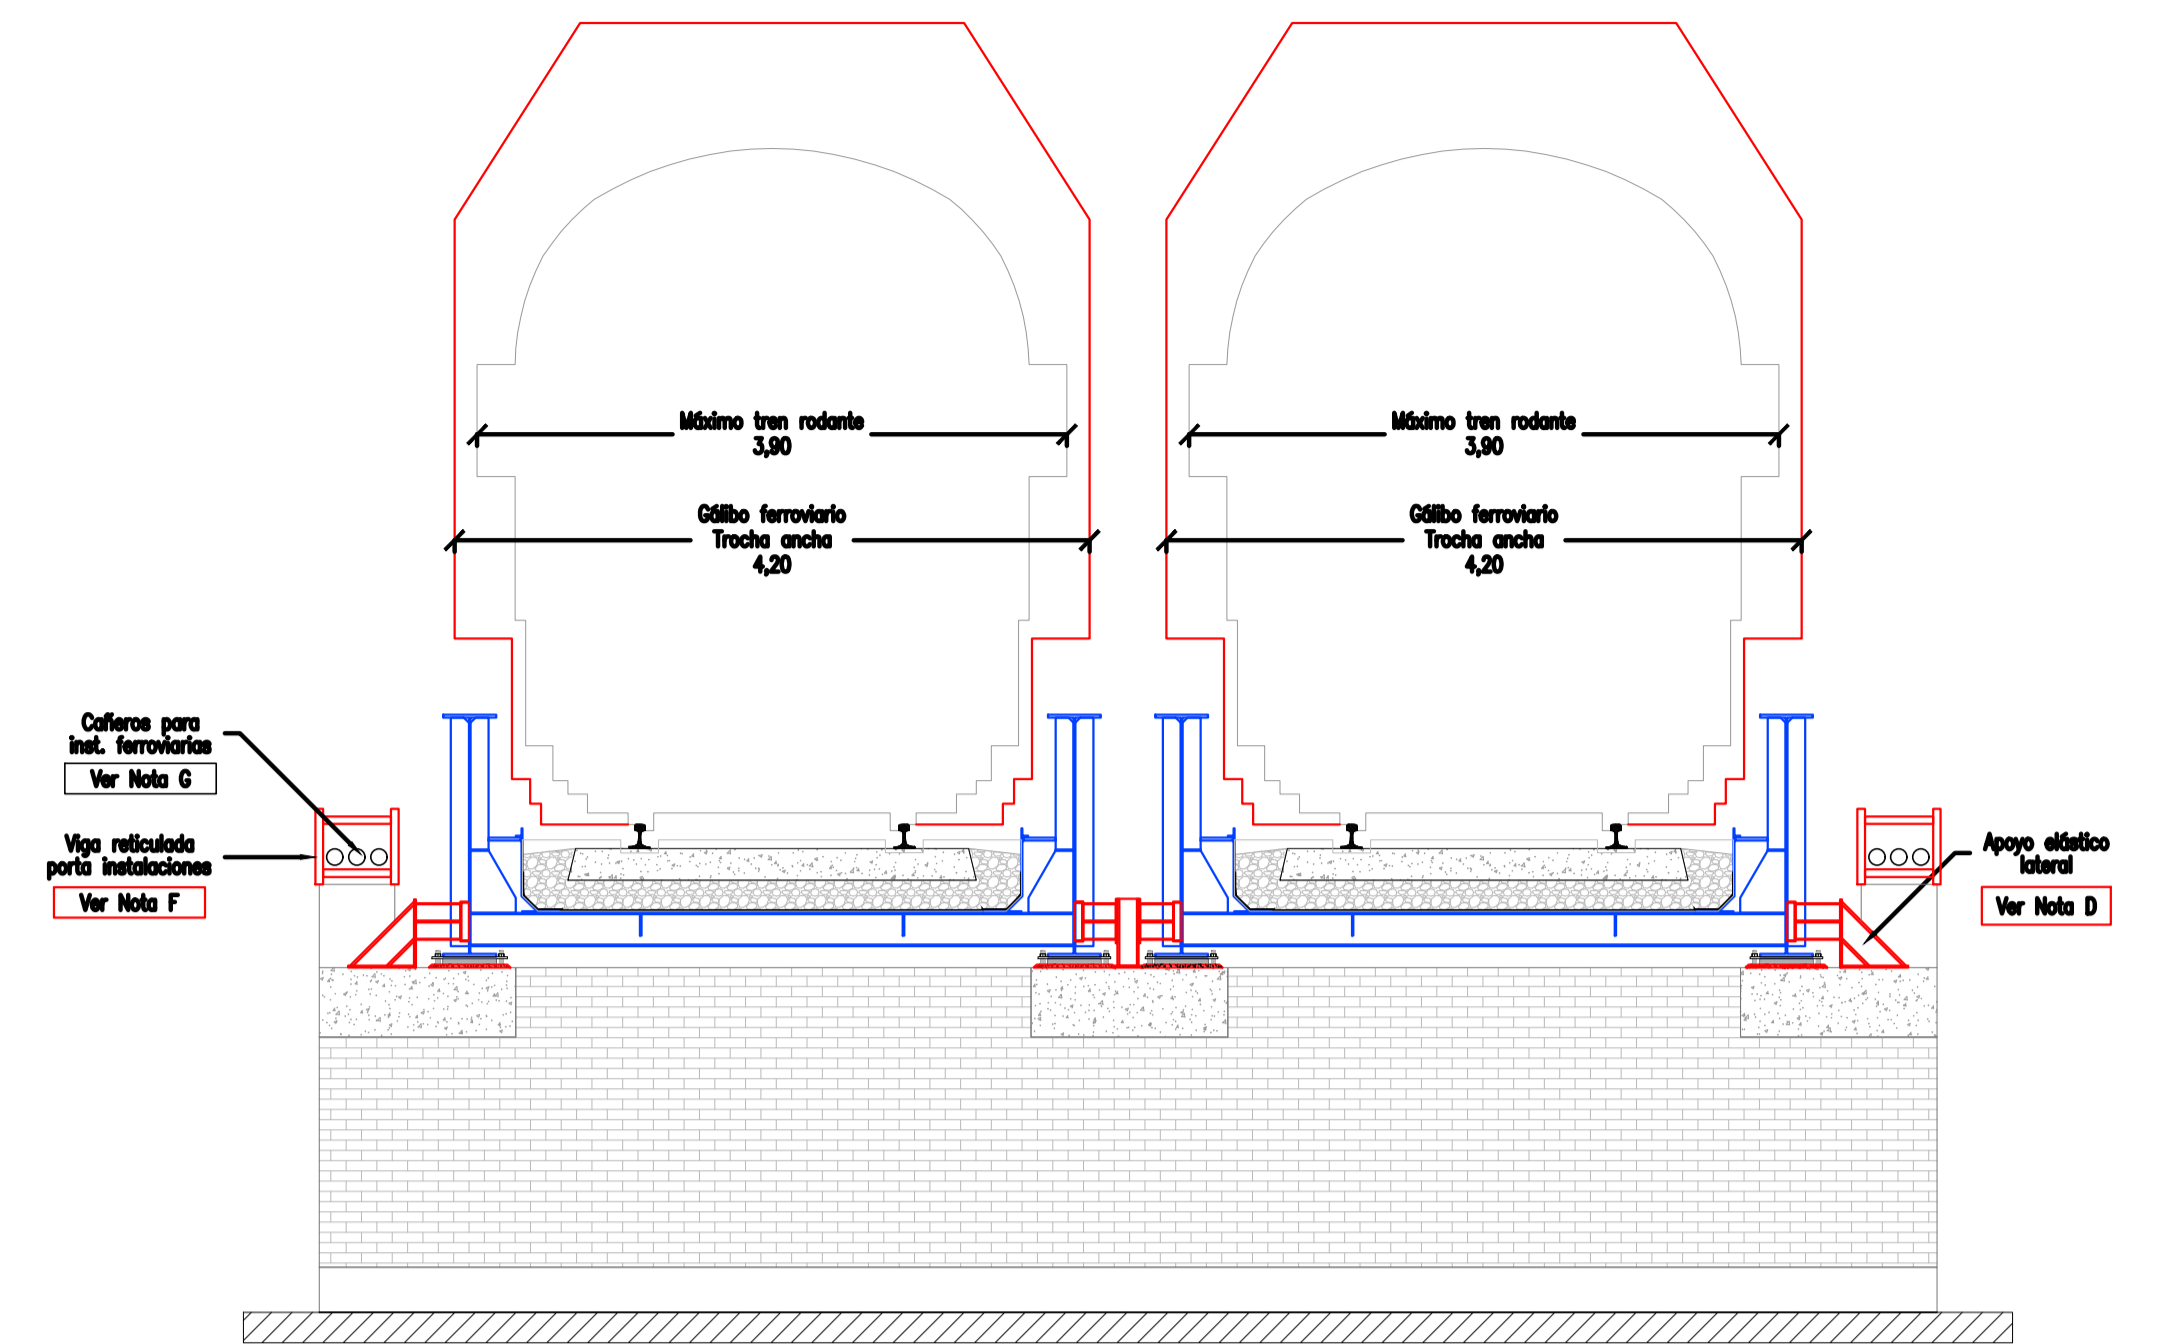 Máximo tren rodante
3,90
Gálibo ferroviario
Trocha ancha
4,20
Máximo tren rodante
3,90
Gálibo ferroviario
Trocha ancha
4,20
Cañeros para
inst. ferroviarias
Ver Nota G
Viga reticulada
porta instalaciones
Ver Nota F
Apoyo elástico
lateral
Ver Nota D